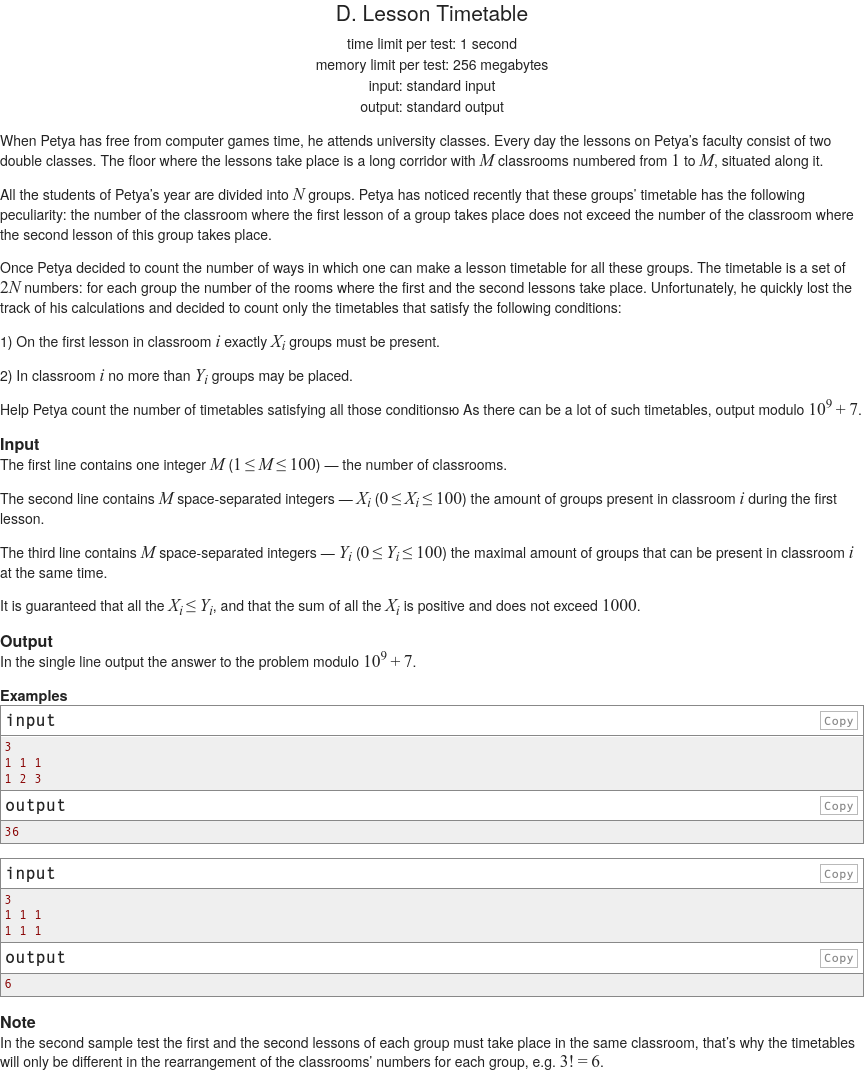 D. Lesson Timetable
time limit per test: 1 second
memory limit per test: 256 megabytes
input: standard input
output: standard output
When Petya has free from computer games time, he attends university classes. Every day the lessons on Petya’s faculty consist of two
double classes. The floor where the lessons take place is a long corridor with M classrooms numbered from 1 to M, situated along it.
All the students of Petya’s year are divided into N groups. Petya has noticed recently that these groups’ timetable has the following
peculiarity: the number of the classroom where the first lesson of a group takes place does not exceed the number of the classroom where
the second lesson of this group takes place.
Once Petya decided to count the number of ways in which one can make a lesson timetable for all these groups. The timetable is a set of
2N numbers: for each group the number of the rooms where the first and the second lessons take place. Unfortunately, he quickly lost the
track of his calculations and decided to count only the timetables that satisfy the following conditions:
1) On the first lesson in classroom i exactly Xi groups must be present.
2) In classroom i no more than Yi groups may be placed.
Help Petya count the number of timetables satisfying all those conditionsю As there can be a lot of such timetables, output modulo 10^9 + 7.
Input
The first line contains one integer M (1 ≤ M ≤ 100) — the number of classrooms.
The second line contains M space-separated integers — Xi (0 ≤ Xi ≤ 100) the amount of groups present in classroom i during the first
lesson.
The third line contains M space-separated integers — Yi (0 ≤ Yi ≤ 100) the maximal amount of groups that can be present in classroom i
at the same time.
It is guaranteed that all the Xi ≤ Yi, and that the sum of all the Xi is positive and does not exceed 1000.
Output
In the single line output the answer to the problem modulo 10^9 + 7.
Examples
input Copy
3
1 1 1
1 2 3
output Copy
36
input Copy
3
1 1 1
1 1 1
output Copy
6
Note
In the second sample test the first and the second lessons of each group must take place in the same classroom, that’s why the timetables
will only be different in the rearrangement of the classrooms’ numbers for each group, e.g. 3! = 6.